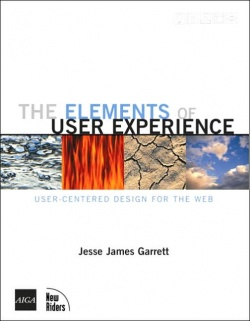 THE ELEMENTS OF
USER EXPERIENCE
USER-CENTERED DESIGN FOR THE WEB
Jesse James Garrett
AIGA
New
Riders